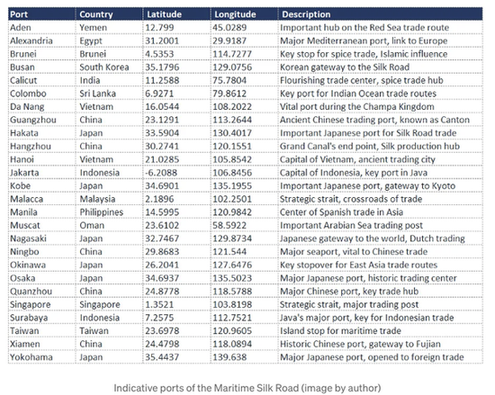 Port Country Latitude Longitude Description
Aden Yemen 12.799 45.0289 Important hub on the Red Sea trade route
Alexandria Egypt 31.2001 29.9187 Major Mediterranean port, link to Europe
Brunei Brunei 4.5353 114.7277 Key stop for spice trade, Islamic influence
Busan South Korea 35.1796 129.0756 Korean gateway to the Silk Road
Calicut India 11.2588 75.7804 Flourishing trade center, spice trade hub
Colombo Sri Lanka 6.9271 79.8612 Key port for Indian Ocean trade routes
Da Nang Vietnam 16.0544 108.2022 Vital port during the Champa Kingdom
Guangzhou China 23.1291 113.2644 Ancient Chinese trading port, known as Canton
Hakata Japan 33.5904 130.4017 Important Japanese port for Silk Road trade
Hangzhou China 30.2741 120.1551 Grand Canal's end point, Silk production hub
Hanoi Vietnam 21.0285 105.8542 Capital of Vietnam, ancient trading city
Jakarta Indonesia -6.2088 106.8456 Capital of Indonesia, key port in Java
Kobe Japan 34.6901 135.1955 Important Japanese port, gateway to Kyoto
Malacca Malaysia 2.1896 102.2501 Strategic strait, crossroads of trade
Manila Philippines 14.5995 120.9842 Center of Spanish trade in Asia
Muscat Oman 23.6102 58.5922 Important Arabian Sea trading post
Nagasaki Japan 32.7467 129.8734 Japanese gateway to the world, Dutch trading
Ningbo China 29.8683 121.544 Major seaport, vital to Chinese trade
Okinawa Japan 26.2041 127.6476 Key stopover for East Asia trade routes
Osaka Japan 34.6937 135.5023 Major Japanese port, historic trading center
Quanzhou China 24.8778 118.5788 Major Chinese port, key trade hub
Singapore Singapore 1.3521 103.8198 Strategic strait, major trading post
Surabaya Indonesia 7.2575 112.7521 Java's major port, key for Indonesian trade
Taiwan Taiwan 23.6978 120.9605 Island stop for maritime trade
Xiamen China 24.4798 118.0894 Historic Chinese port, gateway to Fujian
Yokohama Japan 35.4437 139.638 Major Japanese port, opened to foreign trade
Indicative ports of the Maritime Silk Road (image by author)